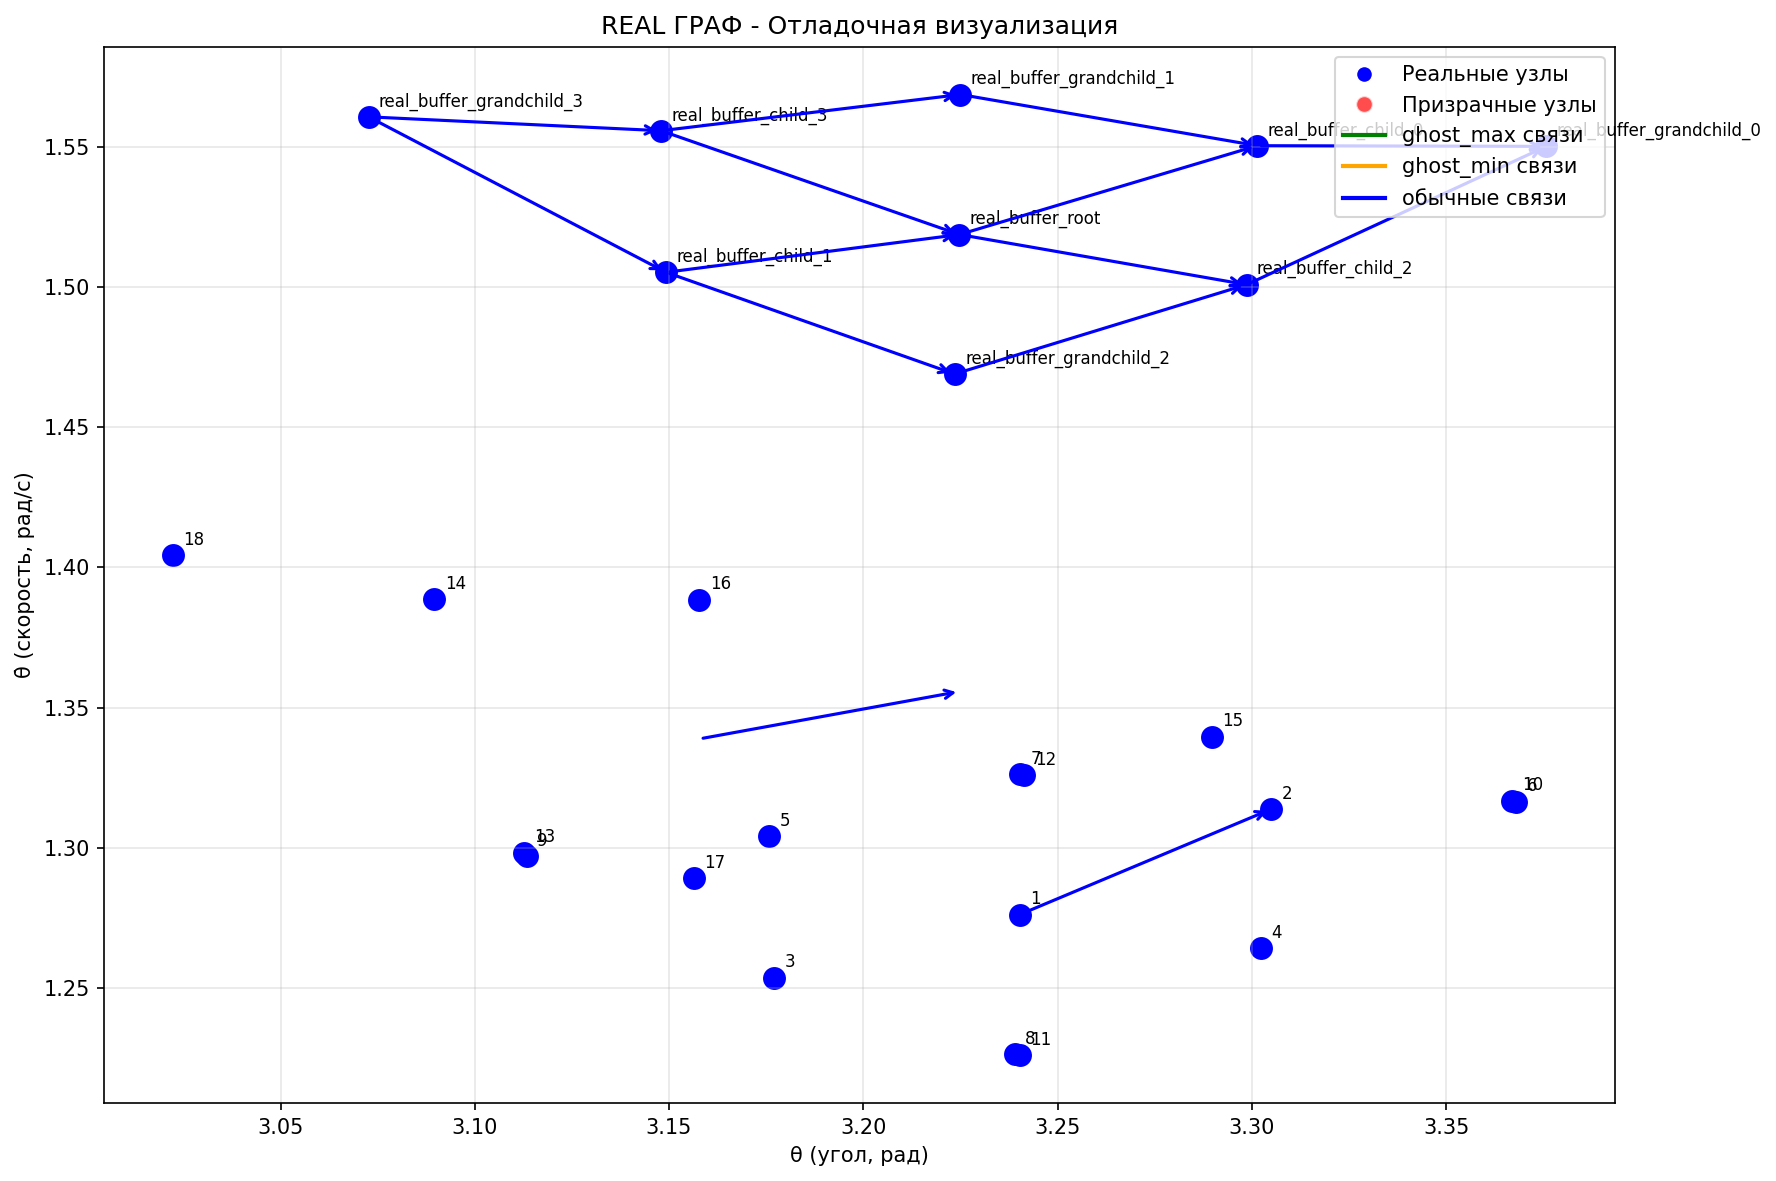 REAL ГРАФ - Отладочная визуализация
real_buffer_grandchild_1
Реальные узлы
real_buffer_grandchild_3
Призрачные узлы
real_buffer_child_3
real_buffer_child_0
real_buffer_grandchild_0
ghost_max связи
ghost_min связи
обычные связи
real_buffer_root
real_buffer_child_1
real_buffer_child_2
real_buffer_grandchild_2
18
14
16
15
7
12
2
10
6
5
13
9
17
1
4
3
8
11
1.55
1.50
1.45
1.40
1.35
1.30
1.25
θ̇ (скорость, рад/с)
3.05
3.10
3.15
3.20
3.25
3.30
3.35
θ (угол, рад)